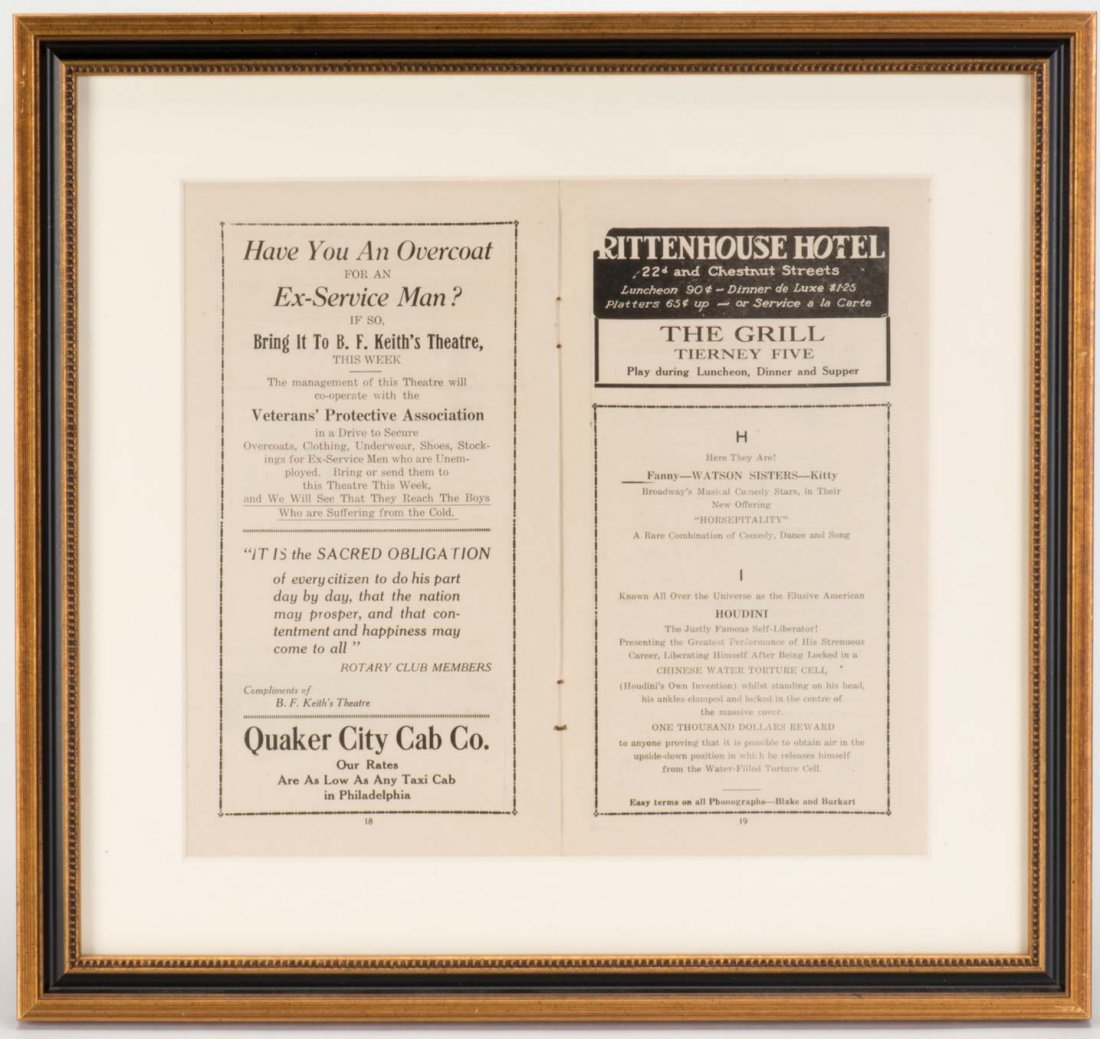 Have You An Overcoat
FOR AN
Ex-Service Man?
IF SO,
Bring It To B. F. Keith's Theatre,
THIS WEEK
The management of this Theatre will
co-operate with the
Veterans' Protective Association
in a Drive to Secure
Overcoats, Clothing, Underwear, Shoes, Stock-
ings for Ex-Service Men who are Unem-
ployed. Bring or send them to
this Theatre This Week,
and We Will See That They Reach The Boys
Who are Suffering from the Cold.
"IT IS the SACRED OBLIGATION
of every citizen to do his part
day by day, that the nation
may prosper, and that con-
tentment and happiness may
come to all"
ROTARY CLUB MEMBERS
Compliments of
B. F. Keith's Theatre
Quaker City Cab Co.
Our Rates
Are As Low As Any Taxi Cab
in Philadelphia
18
RITTENHOUSE HOTEL
22d and Chestnut Streets
Luncheon 90¢ - Dinner de Luxe $1.25
Platters 65¢ up - or Service a la Carte
THE GRILL
TIERNEY FIVE
Play during Luncheon, Dinner and Supper
H
Here They Are!
Fanny—WATSON SISTERS—Kitty
Broadway's Musical Comedy Stars, in Their
New Offering
"HORSEPITALITY"
A Rare Combination of Comedy, Dance and Song
I
Known All Over the Universe as the Elusive American
HOUDINI
The Justly Famous Self-Liberator!
Presenting the Greatest Performance of His Strenuous
Career, Liberating Himself After Being Locked in a
CHINESE WATER TORTURE CELL,
(Houdini's Own Invention) whilst standing on his head,
his ankles clamped and locked in the centre of
the massive cover.
ONE THOUSAND DOLLARS REWARD
to anyone proving that it is possible to obtain air in the
upside-down position in which he releases himself
from the Water-Filled Torture Cell.
Easy terms on all Phonographs—Blake and Burkart
19